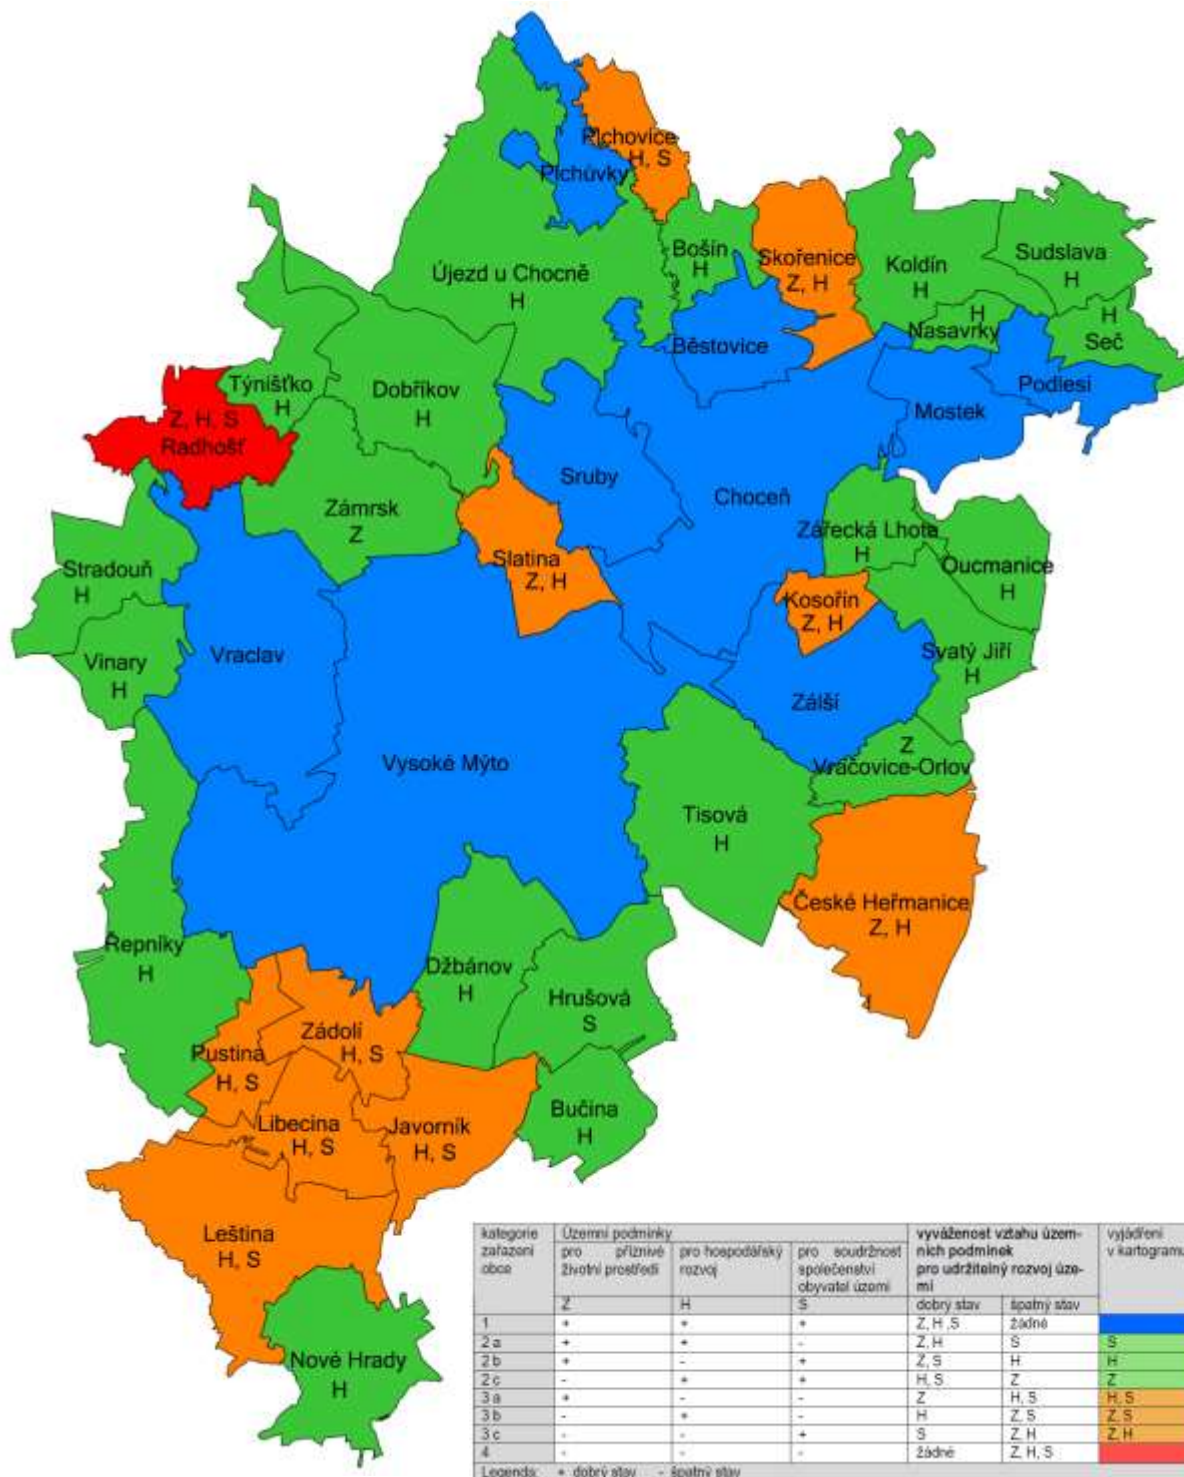 Plchovice
H, S
Plchůvky
Bošín
H
Skořenice
Z, H
Koldín
H
Sudslava
H
Újezd u Chocně
H
H
Nasavrky
H
Seč
Běstovice
Podlesí
Mostek
Týnišťko
H
Dobříkov
H
Z, H, S
Radhošť
Sruby
Choceň
Zámrsk
Z
Zářecká Lhota
H
Slatina
Z, H
Oucmanice
H
Stradouň
H
Kosořín
Z, H
Vinary
H
Vraclav
Svatý Jiří
H
Zálší
Z
Vračovice-Orlov
Vysoké Mýto
Tisová
H
České Heřmanice
Z, H
Řepníky
H
Džbánov
H
Hrušová
S
Zádolí
H, S
Pustina
H, S
Bučina
H
Libecina
H, S
Javorník
H, S
Leština
H, S
Nové Hrady
H
kategorie zařazení obce
Územní podmínky
vyváženost vztahu územ-
ních podmínek
pro udržitelný rozvoj úze-
mí
vyjádření
v kartogramu
pro příznivé
životní prostředí
pro hospodářský
rozvoj
pro soudržnost
společenství
obyvatel území
Z H S dobrý stav špatný stav
1 + + + Z, H ,S žádné
2 a + + - Z, H S S
2 b + - + Z, S H H
2 c - + + H, S Z Z
3 a + - - Z H, S H, S
3 b - + - H Z, S Z, S
3 c - - + S Z, H Z, H
4 - - - žádné Z, H, S
Legenda: + dobrý stav - špatný stav